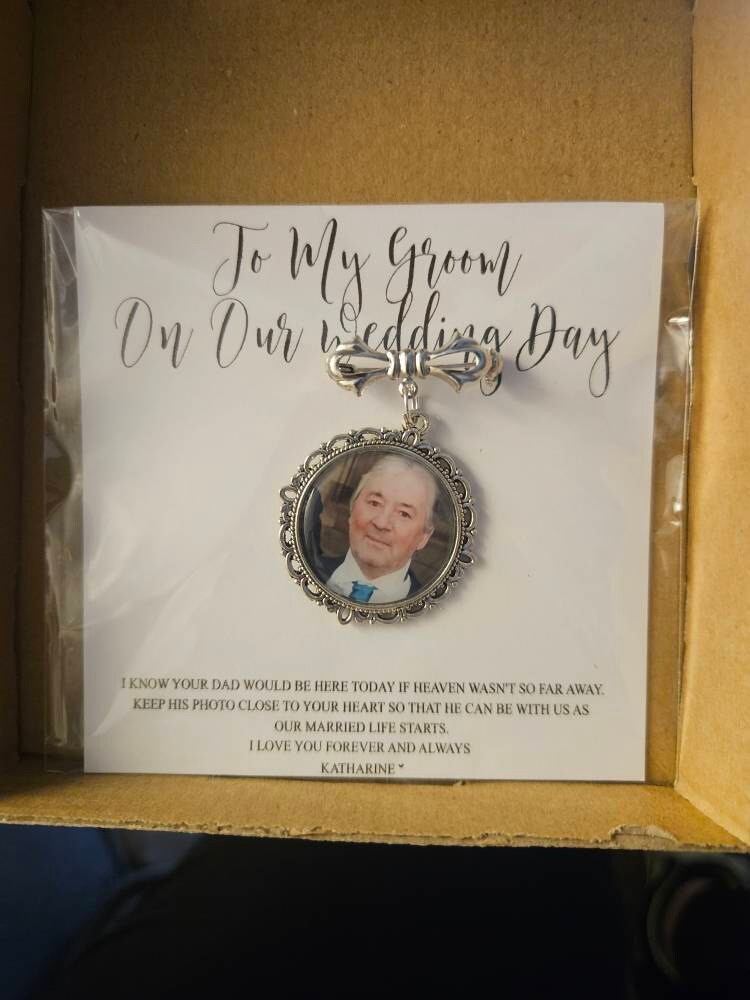 To My Groom
On Our Wedding Day
I KNOW YOUR DAD WOULD BE HERE TODAY IF HEAVEN WASN'T SO FAR AWAY.
KEEP HIS PHOTO CLOSE TO YOUR HEART SO THAT HE CAN BE WITH US AS
OUR MARRIED LIFE STARTS.
I LOVE YOU FOREVER AND ALWAYS
KATHARINE ♥